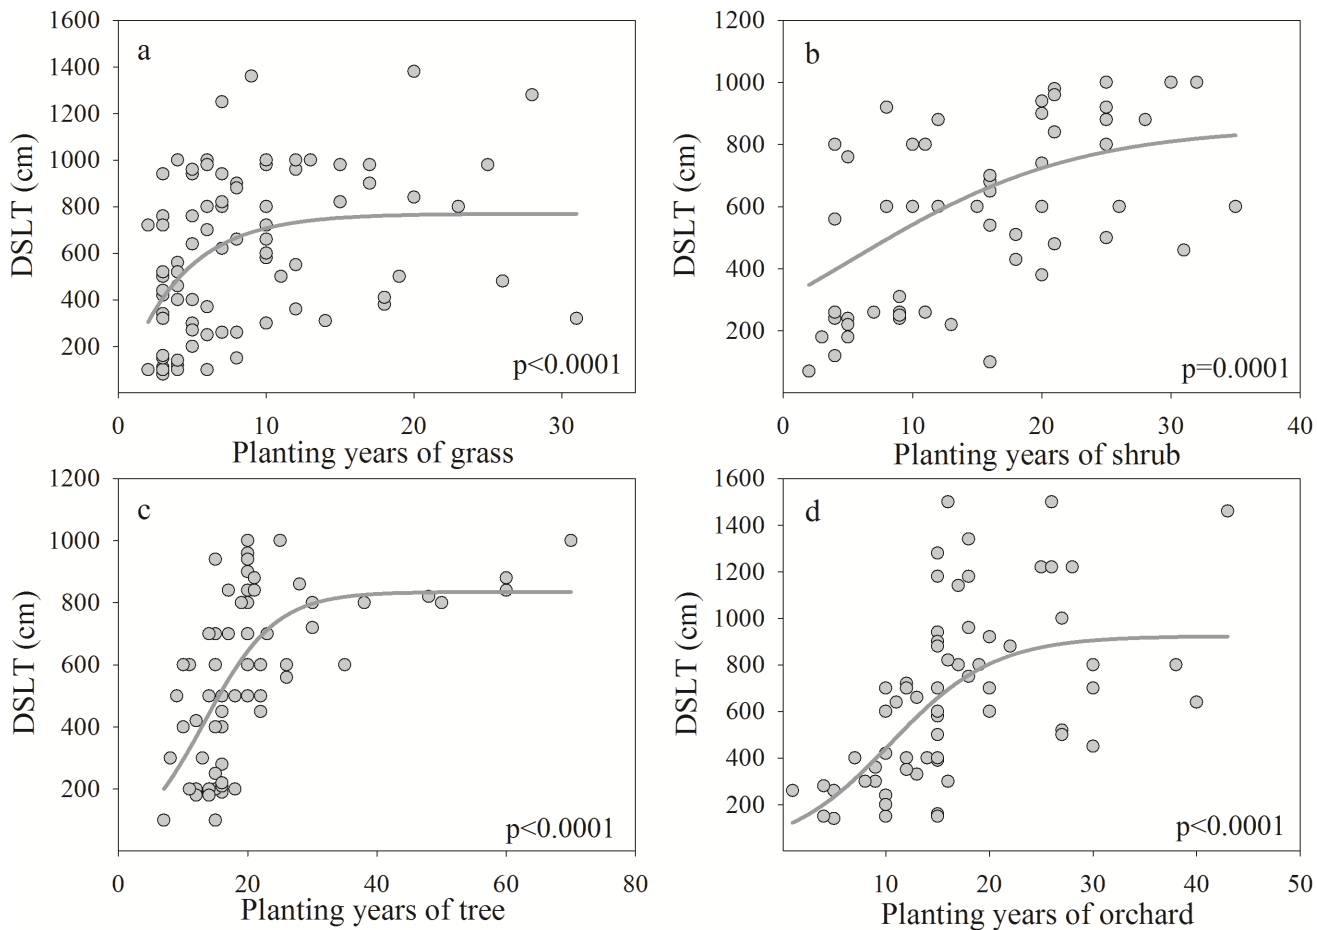 a
DSLT (cm)
1600
1400
1200
1000
800
600
400
200
p<0.0001
0 10 20 30
Planting years of grass
b
DSLT (cm)
1200
1000
800
600
400
200
p=0.0001
0 10 20 30 40
Planting years of shrub
c
DSLT (cm)
1200
1000
800
600
400
200
p<0.0001
0 20 40 60 80
Planting years of tree
d
DSLT (cm)
1600
1400
1200
1000
800
600
400
200
p<0.0001
10 20 30 40 50
Planting years of orchard